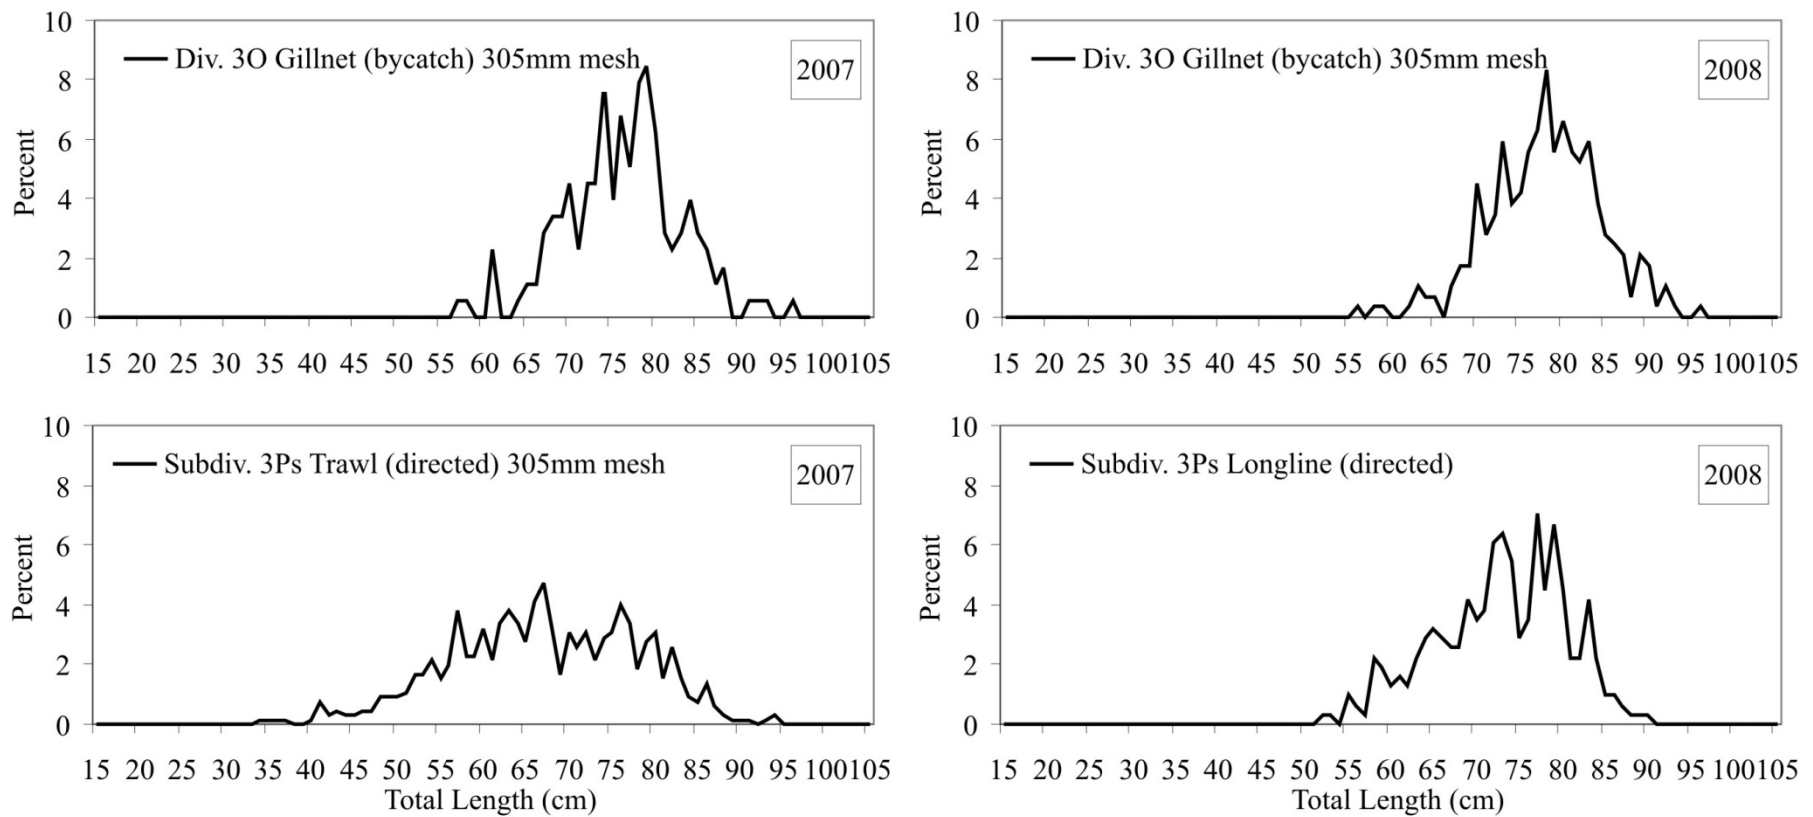 10
8
6
4
2
0
Percent
Div. 3O Gillnet (bycatch) 305mm mesh
2007
15 20 25 30 35 40 45 50 55 60 65 70 75 80 85 90 95 100105
10
8
6
4
2
0
Percent
Div. 3O Gillnet (bycatch) 305mm mesh
2008
15 20 25 30 35 40 45 50 55 60 65 70 75 80 85 90 95 100105
10
8
6
4
2
0
Percent
Subdiv. 3Ps Trawl (directed) 305mm mesh
2007
15 20 25 30 35 40 45 50 55 60 65 70 75 80 85 90 95 100105
Total Length (cm)
10
8
6
4
2
0
Percent
Subdiv. 3Ps Longline (directed)
2008
15 20 25 30 35 40 45 50 55 60 65 70 75 80 85 90 95 100105
Total Length (cm)